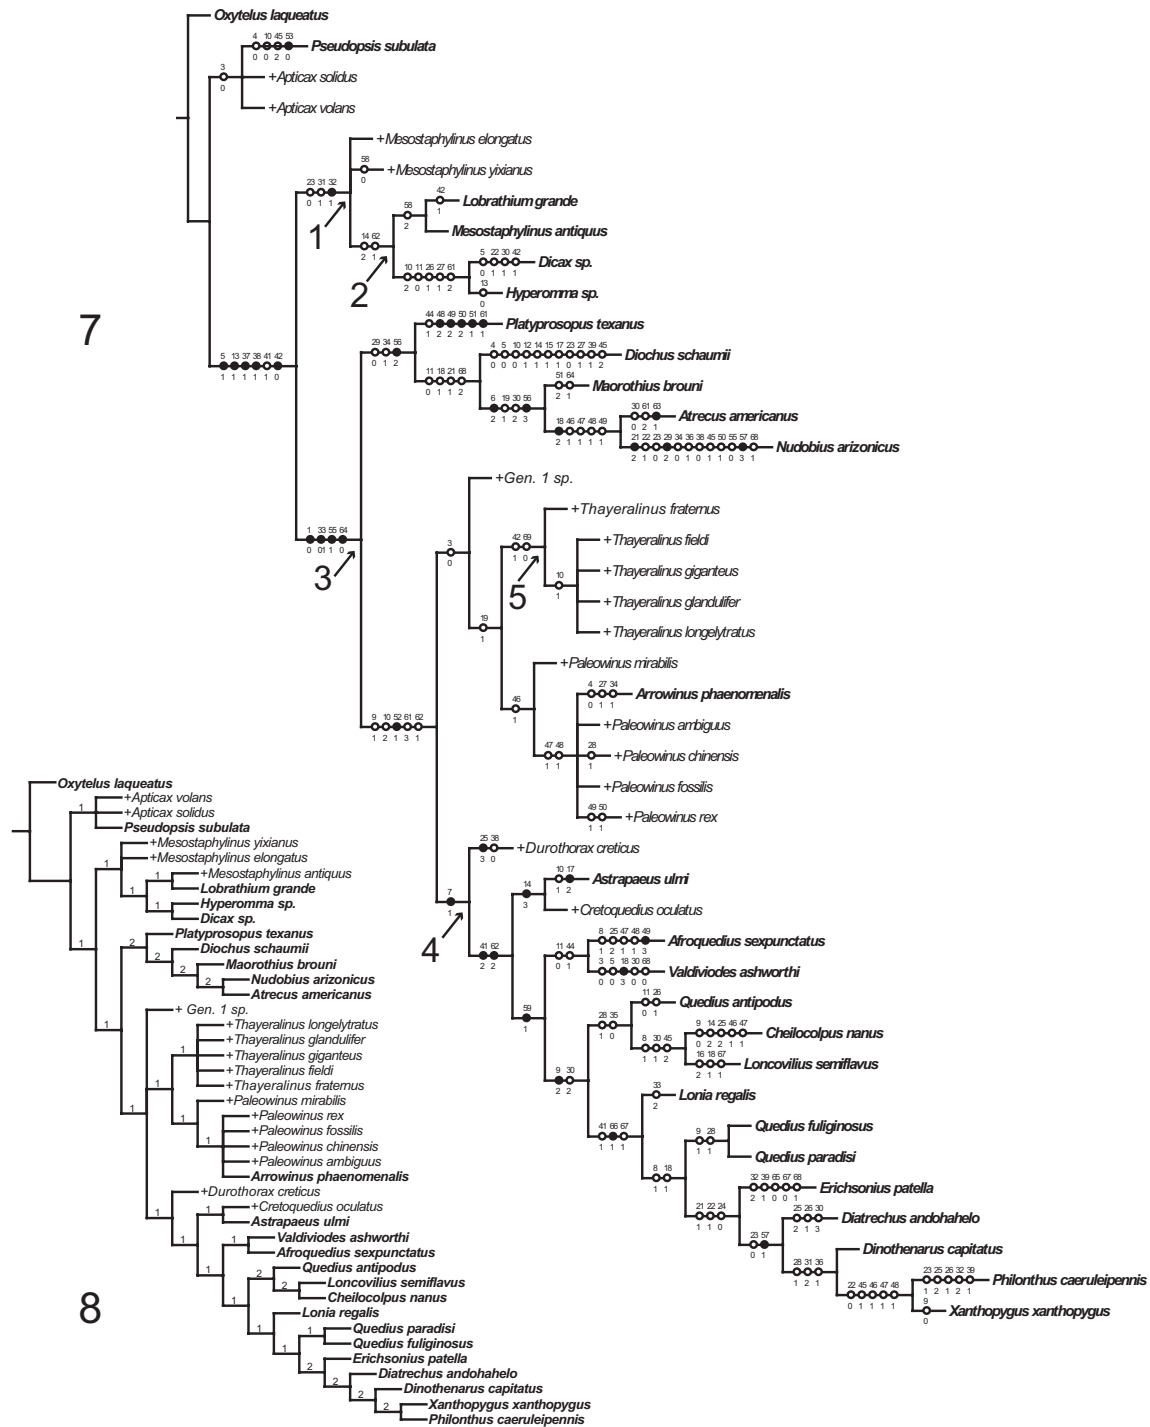 Oxytelus laqueatus
4 10 45 53
Pseudopsis subulata
0 0 2 0
3
+Apticax solidus
0
+Apticax volans
+Mesostaphylinus elongatus
58
+Mesostaphylinus yixianus
0
23 31 32
0 1 1
42
Lobrathium grande
1
58
2
1
Mesostaphylinus antiquus
14 62
2 1
5 22 30 42
Dicax sp.
0 1 1 1
10 11 26 27 61
2 0 1 1 2
2
13
Hyperomma sp.
0
7
44 48 49 50 51 61
Platyprosopus texanus
1 2 2 2 1 1
29 34 56
0 1 2
4 5 10 12 14 15 17 23 27 39 45
Diochus schaumii
0 0 0 1 1 1 1 0 1 1 2
5 13 37 38 41 42
1 1 1 1 1 0
11 18 21 68
0 1 1 2
51 64
Maorothius brouni
2 1
6 19 30 56
2 1 2 3
30 61 63
Atrecus americanus
0 2 1
18 46 47 48 49
2 1 1 1 1
21 22 23 29 34 36 38 45 50 55 57 68
Nudobius arizonicus
2 1 0 2 0 1 0 1 1 0 3 1
+Gen. 1 sp.
+Thayeralinus fraternus
1 33 55 64
0 01 1 0
3
3
0
42 69
1 0
+Thayeralinus fieldi
5
+Thayeralinus giganteus
10
1
+Thayeralinus glandulifer
19
1
+Thayeralinus longelytratus
+Paleowinus mirabilis
4 27 34
Arrowinus phaenomenalis
0 1 1
46
1
9 10 52 61 62
1 2 1 3 1
+Paleowinus ambiguus
47 48
1 1
28
+Paleowinus chinensis
1
+Paleowinus fossilis
49 50
+Paleowinus rex
1 1
25 38
+Durothorax creticus
3 0
7
1
4
10 17
Astrapaeus ulmi
1 2
14
3
+Cretoquedius oculatus
41 62
2 2
8 25 47 48 49
Afroquedius sexpunctatus
1 2 1 1 3
11 44
0 1
3 5 18 30 68
Valdiviodes ashworthi
0 0 3 0 0
59
1
11 26
Quedius antipodus
0 1
28 35
1 0
9 14 25 46 47
Cheilocolpus nanus
0 2 2 1 1
8 30 45
1 1 2
16 18 67
Loncovilius semiflavus
2 1 1
9 30
2 2
33
Lonia regalis
2
41 66 67
1 1 1
Quedius fuliginosus
9 28
1 1
Quedius paradisi
8 18
1 1
32 39 65 67 68
Erichsonius patella
2 1 0 0 1
21 22 24
1 1 0
25 26 30
Diatrechus andohahelo
2 1 3
23 57
0 1
Dinothenarus capitatus
28 31 36
1 2 1
23 25 26 32 39
Philonthus caeruleipennis
1 2 1 2 1
22 45 46 47 48
0 1 1 1 1
9
Xanthopygus xanthopygus
0
Oxytelus laqueatus
+Apticax volans
1
+Apticax solidus
Pseudopsis subulata
+Mesostaphylinus yixianus
+Mesostaphylinus elongatus
1
1
+Mesostaphylinus antiquus
1
Lobrathium grande
Hyperomma sp.
1
Dicax sp.
1
Platyprosopus texanus
2
Diochus schaumii
2
Maorothius brouni
2
Nudobius arizonicus
2
Atrecus americanus
1
+ Gen. 1 sp.
+Thayeralinus longelytratus
+Thayeralinus glandulifer
+Thayeralinus giganteus
1
+Thayeralinus fieldi
+Thayeralinus fraternus
1
1
+Paleowinus mirabilis
+Paleowinus rex
1
+Paleowinus fossilis
+Paleowinus chinensis
1
+Paleowinus ambiguus
Arrowinus phaenomenalis
+Durothorax creticus
+Cretoquedius oculatus
1
1
Astrapaeus ulmi
1
Valdiviodes ashworthi
1
Afroquedius sexpunctatus
1
Quedius antipodus
2
Loncovilius semiflavus
2
Cheilocolpus nanus
1
Lonia regalis
1
Quedius paradisi
1
Quedius fuliginosus
1
Erichsonius patella
2
Diatrechus andohahelo
2
Dinothenarus capitatus
2
Xanthopygus xanthopygus
2
Philonthus caeruleipennis
8